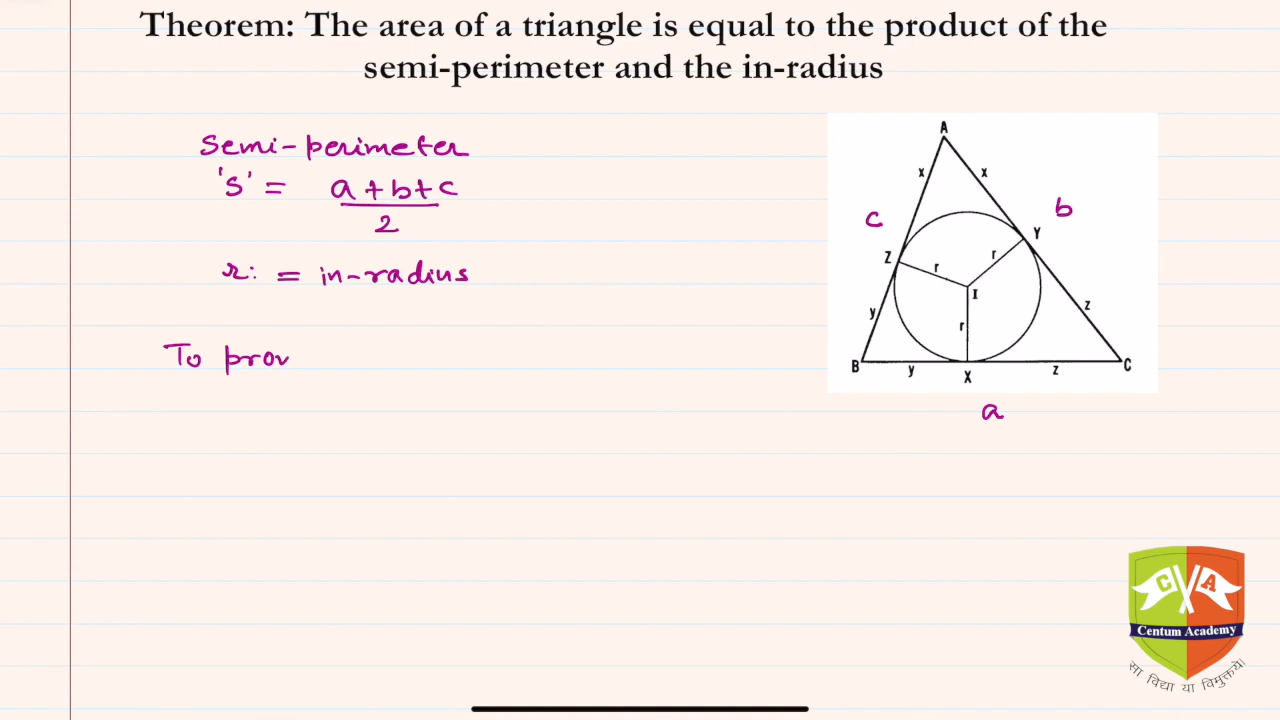 Theorem: The area of a triangle is equal to the product of the
semi-perimeter and the in-radius
Semi-perimeter
's' = a+b+c
2
r: = in-radius
To prov
A
x
x
c
b
Y
Z
r
r
I
z
y
r
B
y
X
z
C
a
C A
Centum Academy
सा विद्या या विमुक्तये।